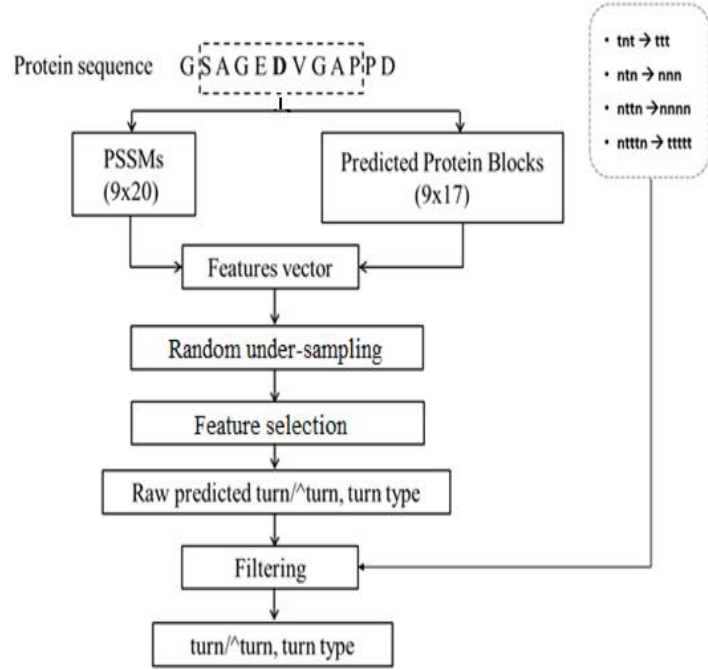 Protein sequence G S A G E D V G A P P D
PSSMs
(9x20)
Predicted Protein Blocks
(9x17)
Features vector
Random under-sampling
Feature selection
Raw predicted turn/^turn, turn type
Filtering
turn/^turn, turn type
• tnt → ttt
• ntn → nnn
• nttn →nnnn
• ntttn → ttttt